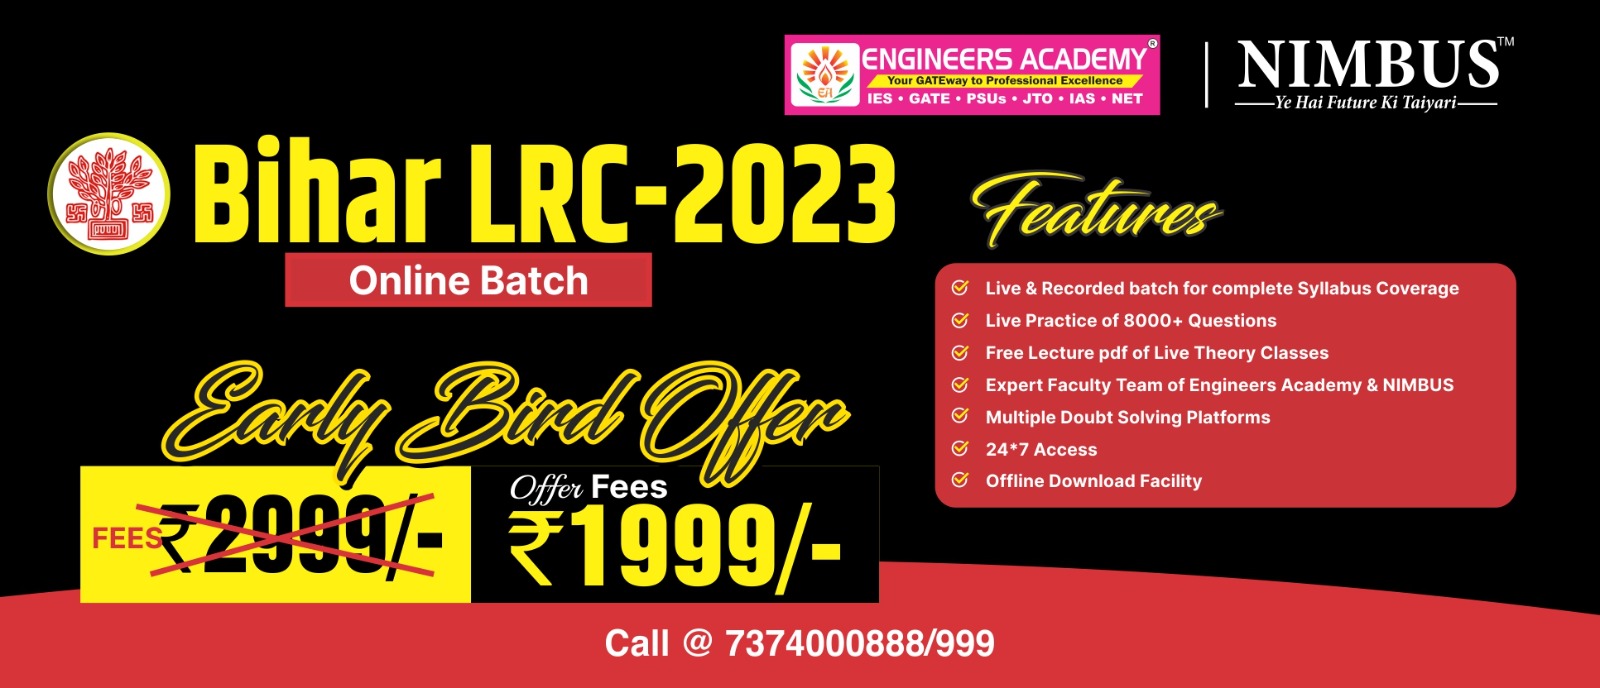 ENGINEERS ACADEMY®
Your GATEway to Professional Excellence
IES • GATE • PSUs • JTO • IAS • NET
EA
NIMBUS™
Ye Hai Future Ki Taiyari
Bihar LRC-2023
Online Batch
Early Bird Offer
FEES ₹2999/-
Offer Fees
₹1999/-
Features
Live & Recorded batch for complete Syllabus Coverage
Live Practice of 8000+ Questions
Free Lecture pdf of Live Theory Classes
Expert Faculty Team of Engineers Academy & NIMBUS
Multiple Doubt Solving Platforms
24*7 Access
Offline Download Facility
Call @ 7374000888/999